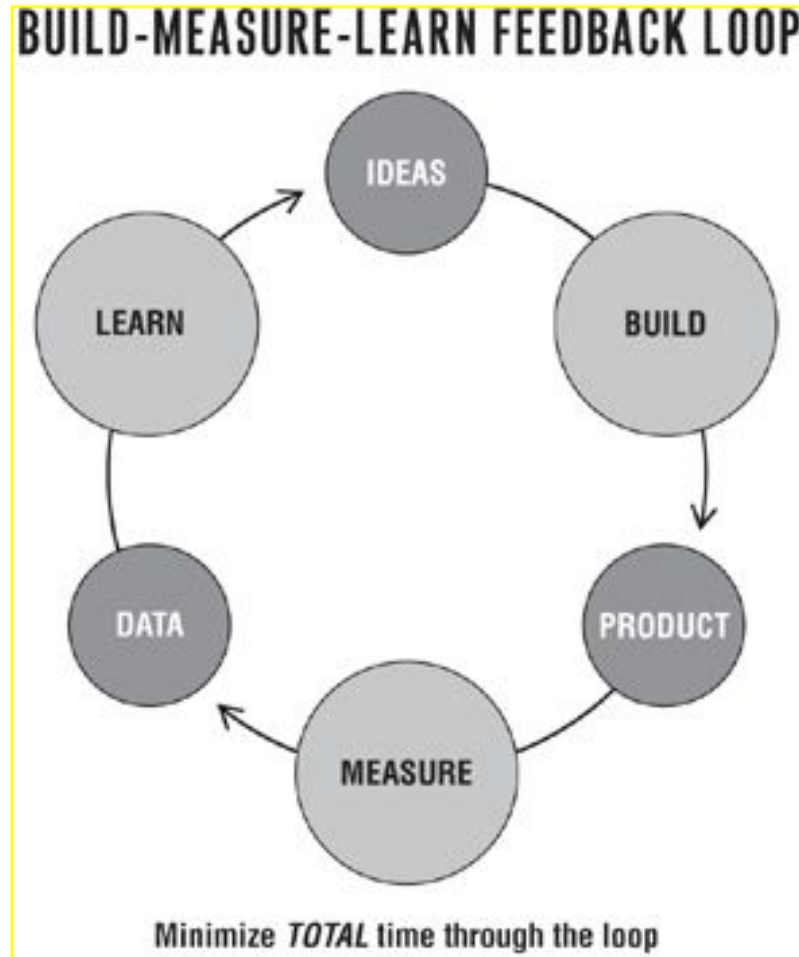 BUILD-MEASURE-LEARN FEEDBACK LOOP
IDEAS
LEARN
BUILD
DATA
PRODUCT
MEASURE
Minimize TOTAL time through the loop